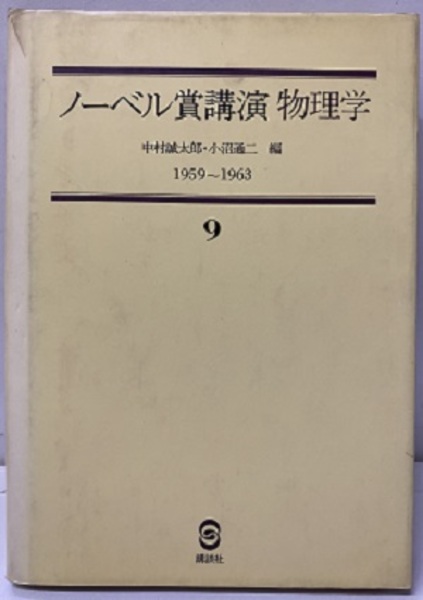 ノーベル賞講演 物理学
中村誠太郎・小沼通二 編
1959〜1963
9
講談社